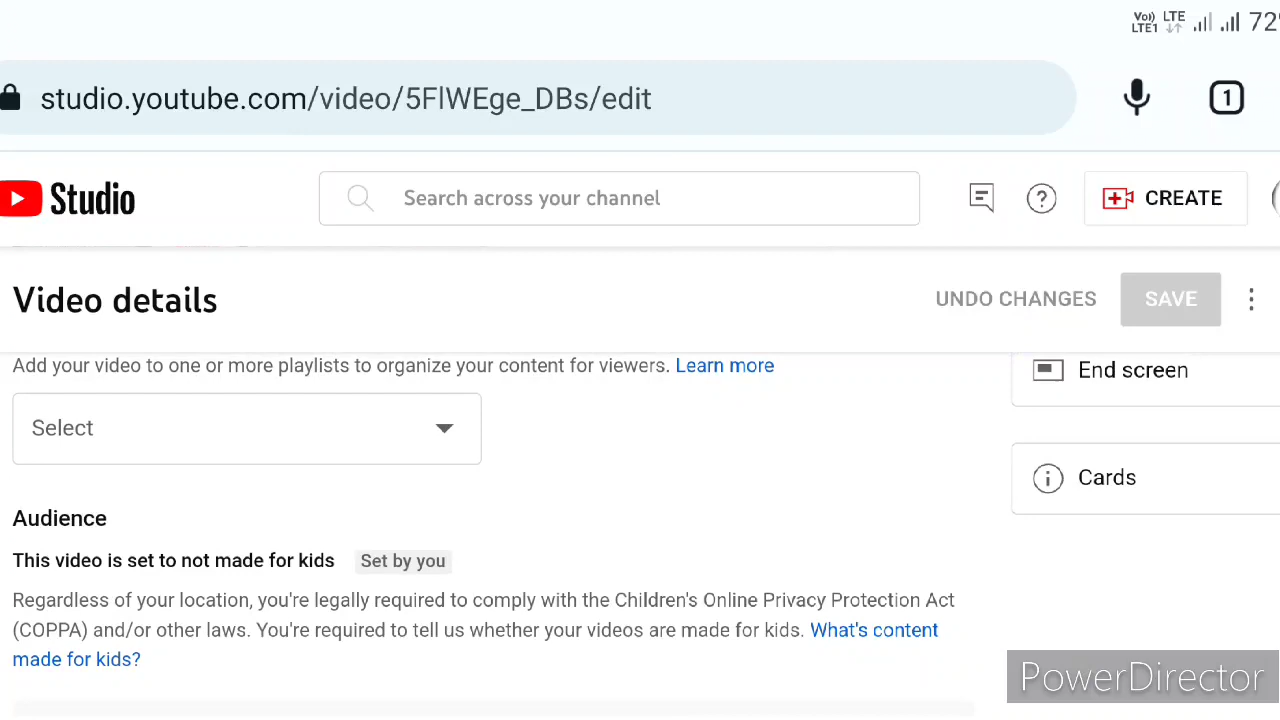 Vo) LTE
LTE1
72%
studio.youtube.com/video/5FlWEge_DBs/edit
1
Studio
Search across your channel
CREATE
Video details
UNDO CHANGES
SAVE
Add your video to one or more playlists to organize your content for viewers. Learn more
End screen
Select
Cards
Audience
This video is set to not made for kids Set by you
Regardless of your location, you're legally required to comply with the Children's Online Privacy Protection Act
(COPPA) and/or other laws. You're required to tell us whether your videos are made for kids. What's content
made for kids?
PowerDirector